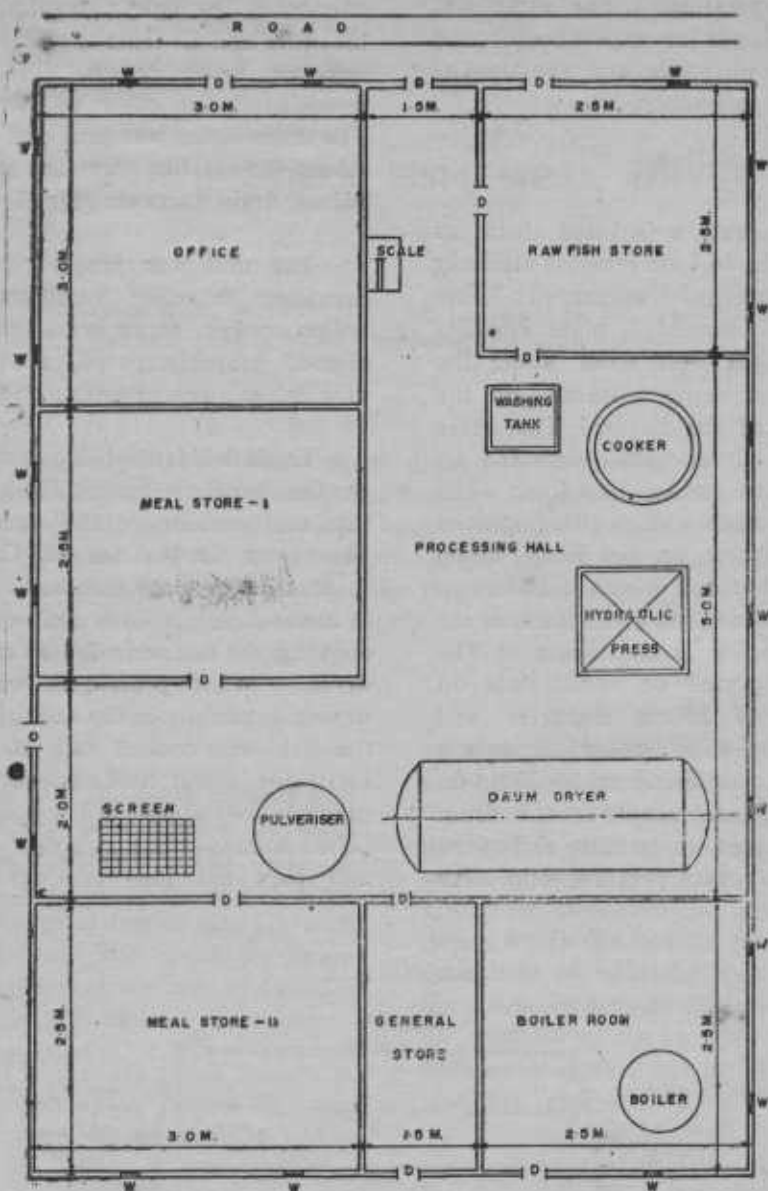 ROAD
W D B D W
3·0M. 1·5M. 2·5M.
W W
D
OFFICE SCALE RAWFISH STORE
3·0M. 2·5M.
W W
D
WASHING
TANK
COOKER
W W
MEAL STORE-I
PROCESSING HALL
2·5M. 5·0M.
HYDRAULIC
PRESS
W W
D
D
DRUM DRYER
SCREEN
PULVERISER
2·0M.
W W
D D
W
MEAL STORE-II GENERAL
STORE
BOILER ROOM
2·5M. 2·5M.
BOILER
W
3·0M. 1·5M. 2·5M.
D D
W W W